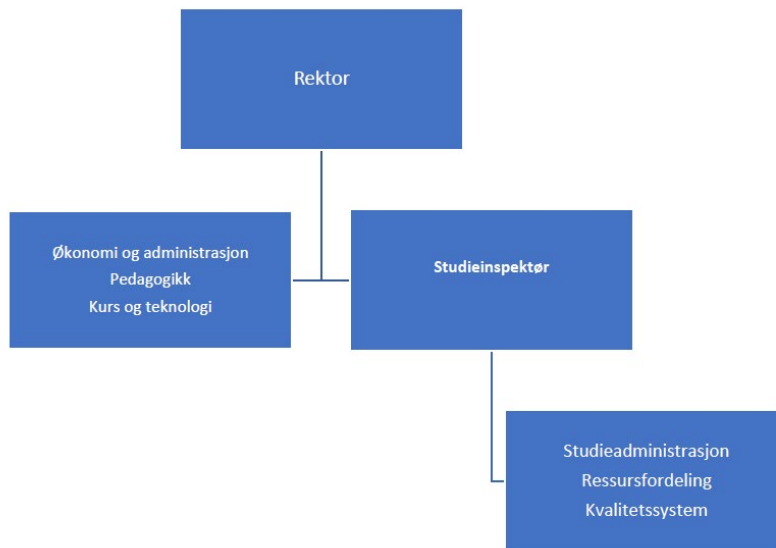 Rektor
Økonomi og administrasjon
Pedagogikk
Kurs og teknologi
Studieinspektør
Studieadministrasjon
Ressursfordeling
Kvalitetssystem